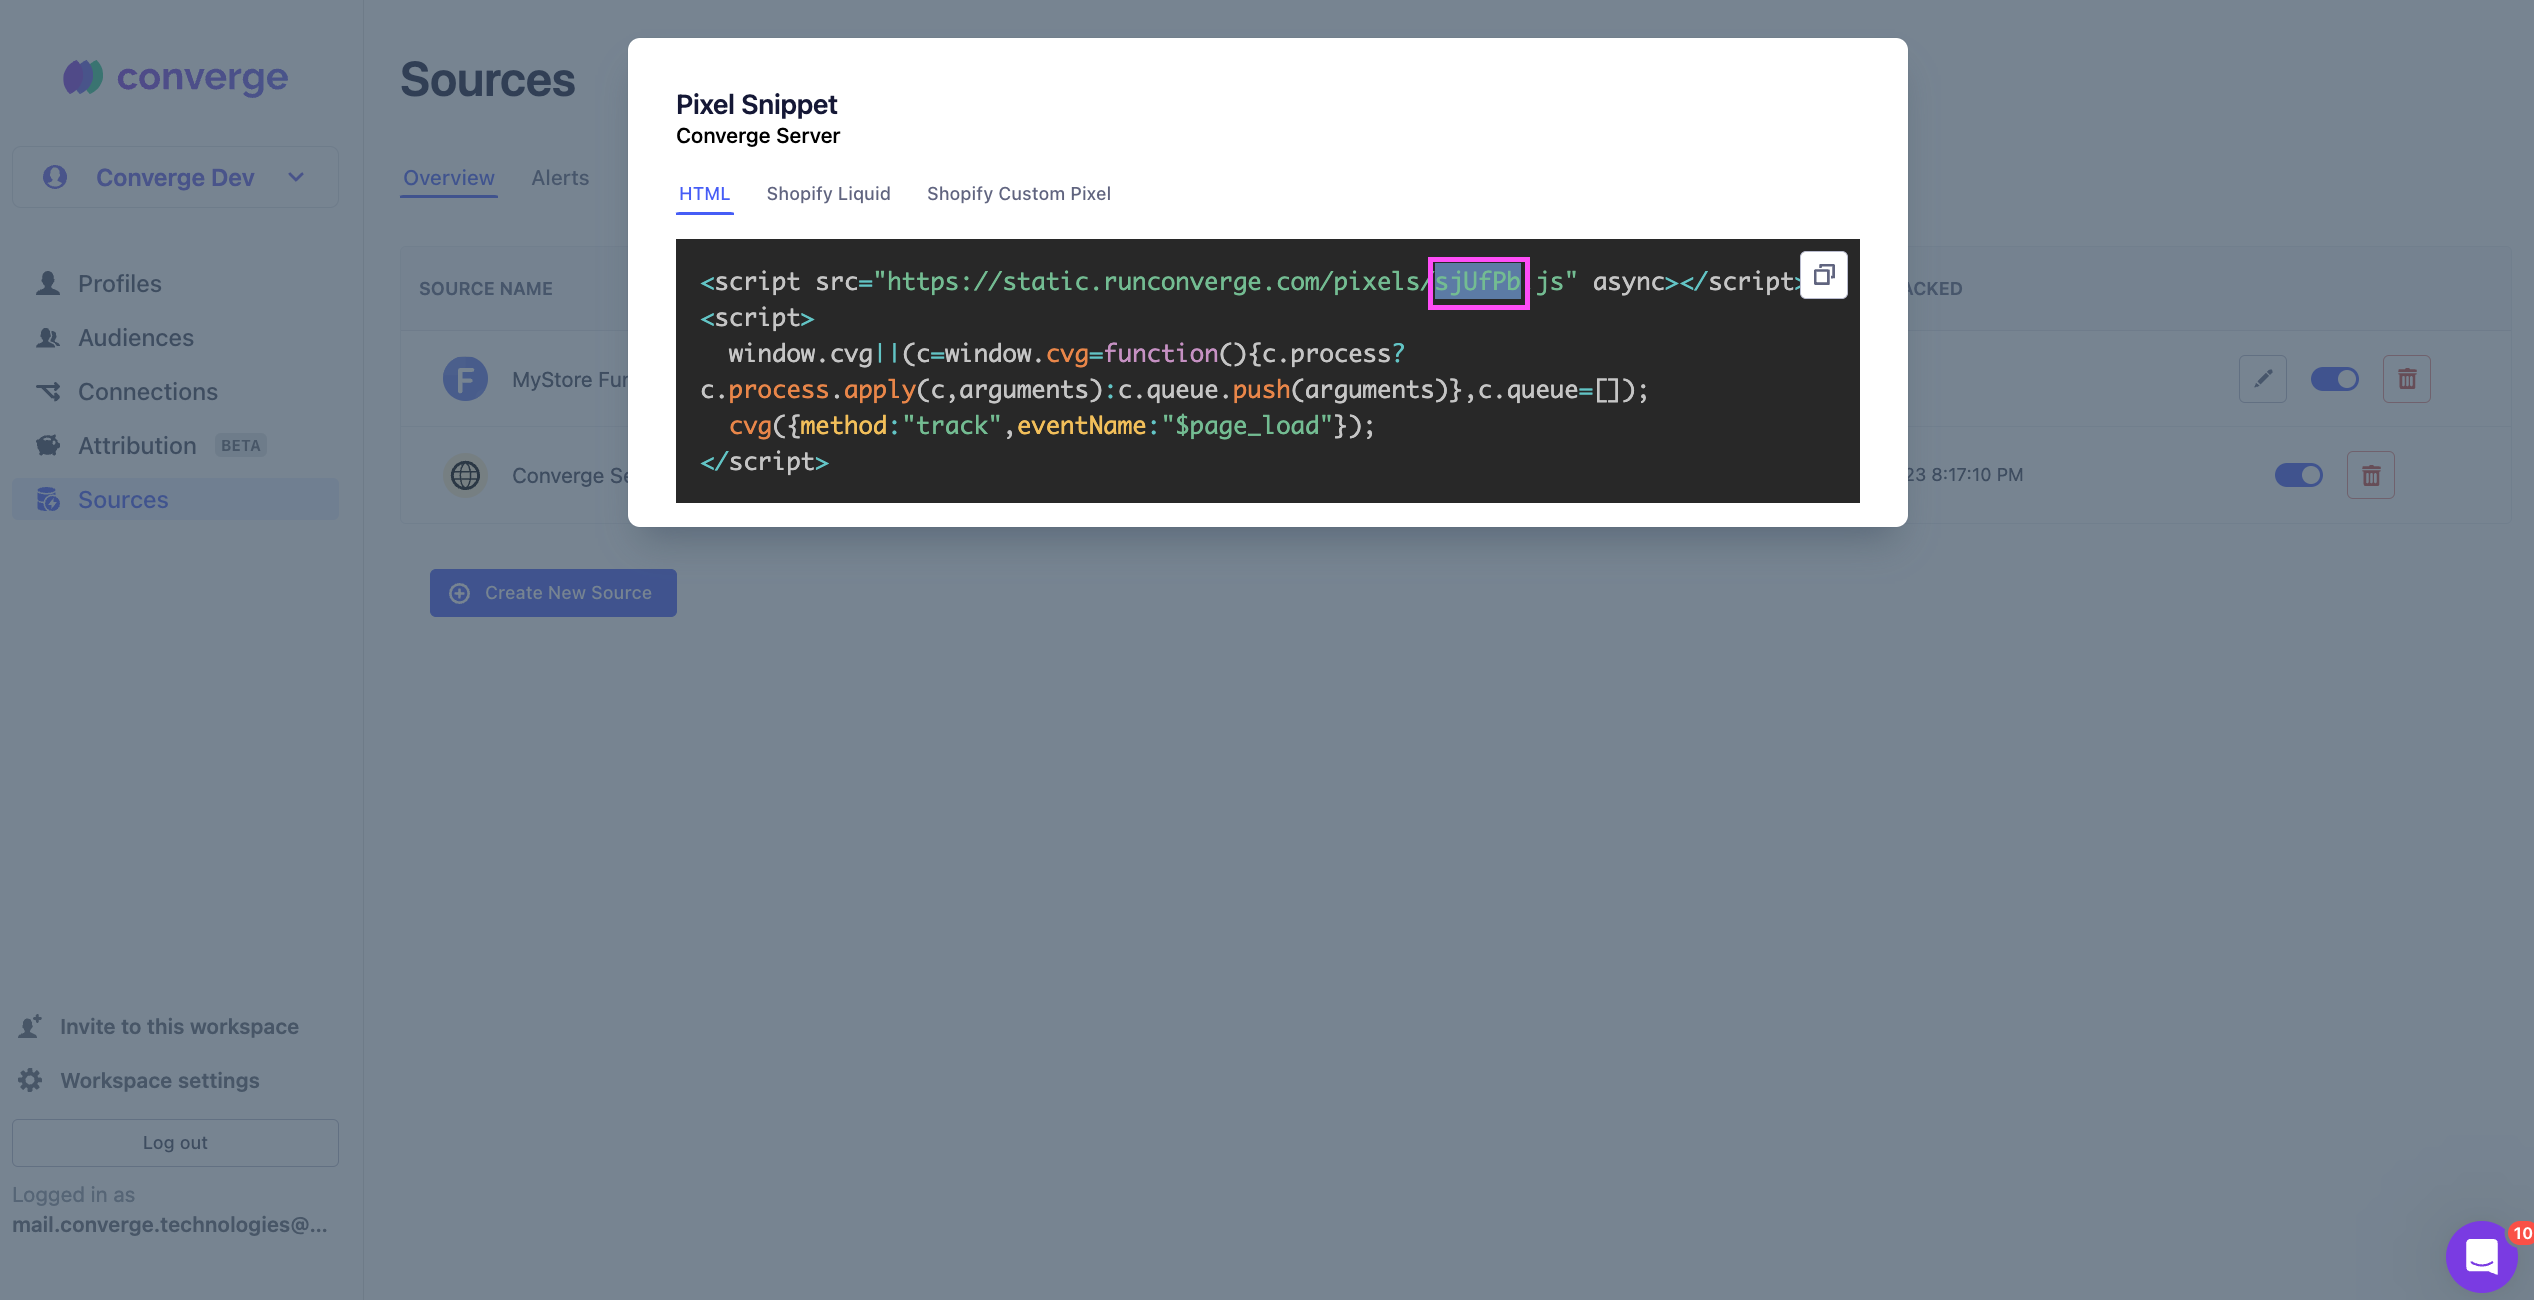 converge
Converge Dev
Profiles
Audiences
Connections
Attribution BETA
Sources
Invite to this workspace
Workspace settings
Log out
Logged in as
mail.converge.technologies@...
Sources
Overview Alerts
SOURCE NAME
F MyStore Fur
Converge Se
Create New Source
Pixel Snippet
Converge Server
HTML Shopify Liquid Shopify Custom Pixel
<script src="https://static.runconverge.com/pixels/sjUfPb.js" async></script>
<script>
window.cvg||(c=window.cvg=function(){c.process?
c.process.apply(c,arguments):c.queue.push(arguments)},c.queue=[]);
cvg({method:"track",eventName:"$page_load"});
</script>
ACKED
23 8:17:10 PM
10